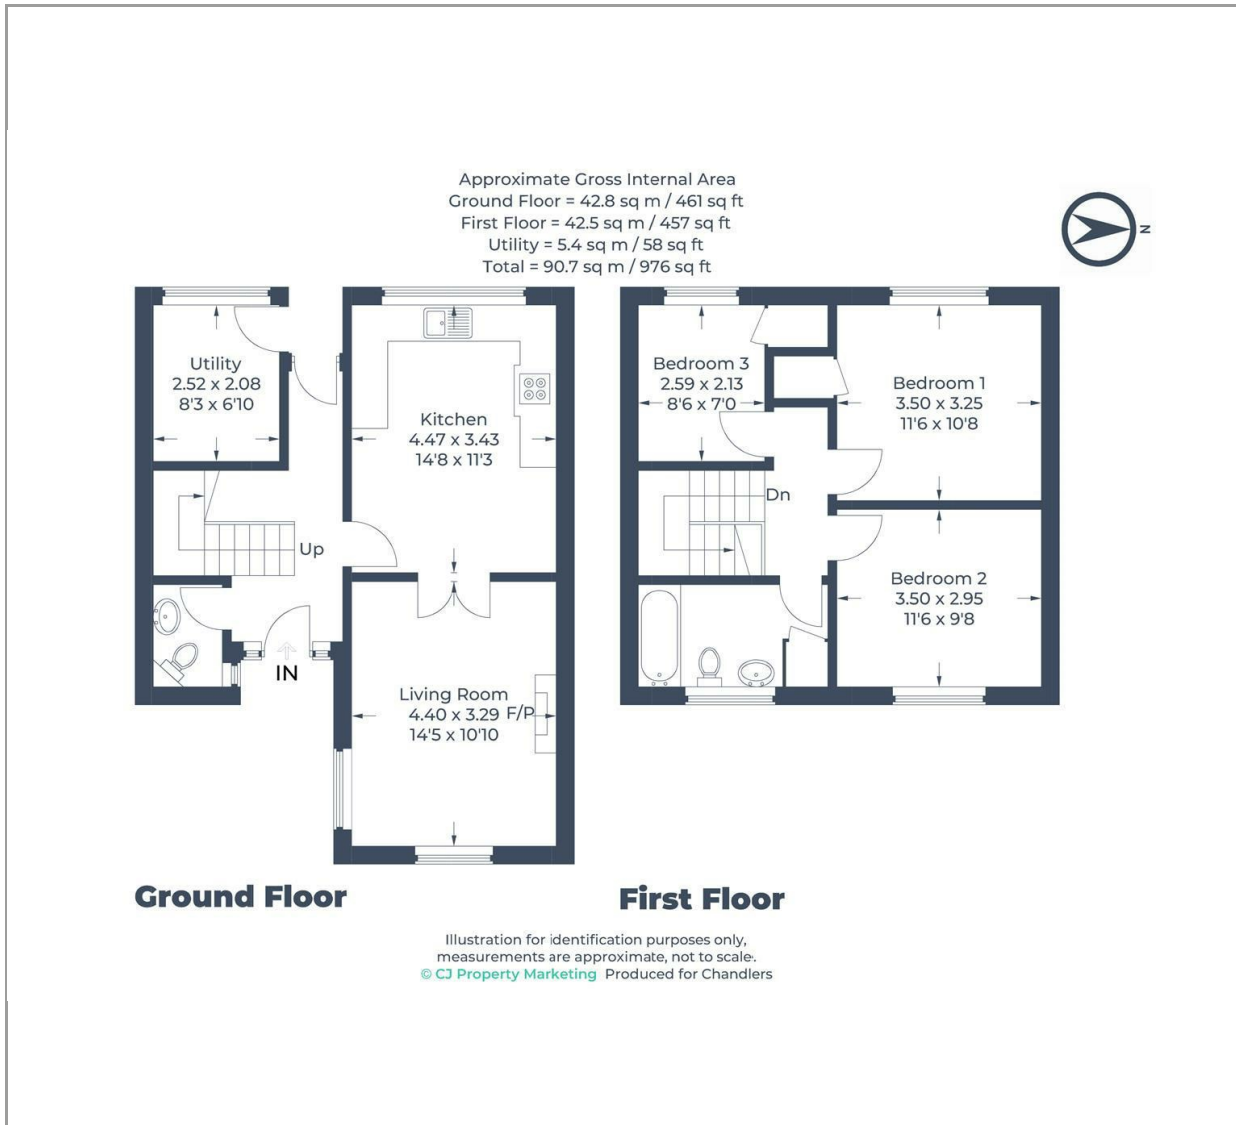 Approximate Gross Internal Area
Ground Floor = 42.8 sq m / 461 sq ft
First Floor = 42.5 sq m / 457 sq ft
Utility = 5.4 sq m / 58 sq ft
Total = 90.7 sq m / 976 sq ft
N
Utility
2.52 x 2.08
8'3 x 6'10
Kitchen
4.47 x 3.43
14'8 x 11'3
Up
IN
Living Room
4.40 x 3.29
14'5 x 10'10
F/P
Bedroom 3
2.59 x 2.13
8'6 x 7'0
Bedroom 1
3.50 x 3.25
11'6 x 10'8
Dn
Bedroom 2
3.50 x 2.95
11'6 x 9'8
Ground Floor
First Floor
Illustration for identification purposes only,
measurements are approximate, not to scale.
© CJ Property Marketing Produced for Chandlers